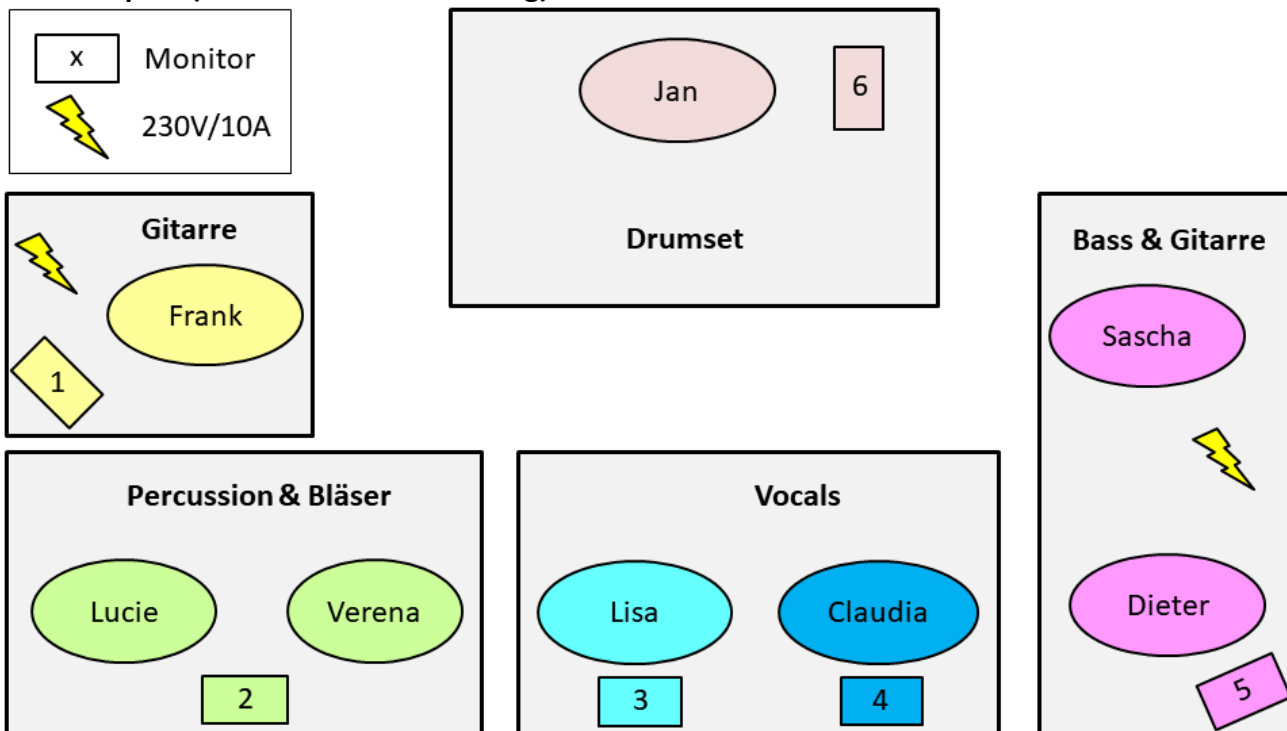 x Monitor
230V/10A
Jan
6
Drumset
Gitarre
Frank
1
Bass & Gitarre
Sascha
Dieter
5
Percussion & Bläser
Lucie
Verena
2
Vocals
Lisa
Claudia
3
4